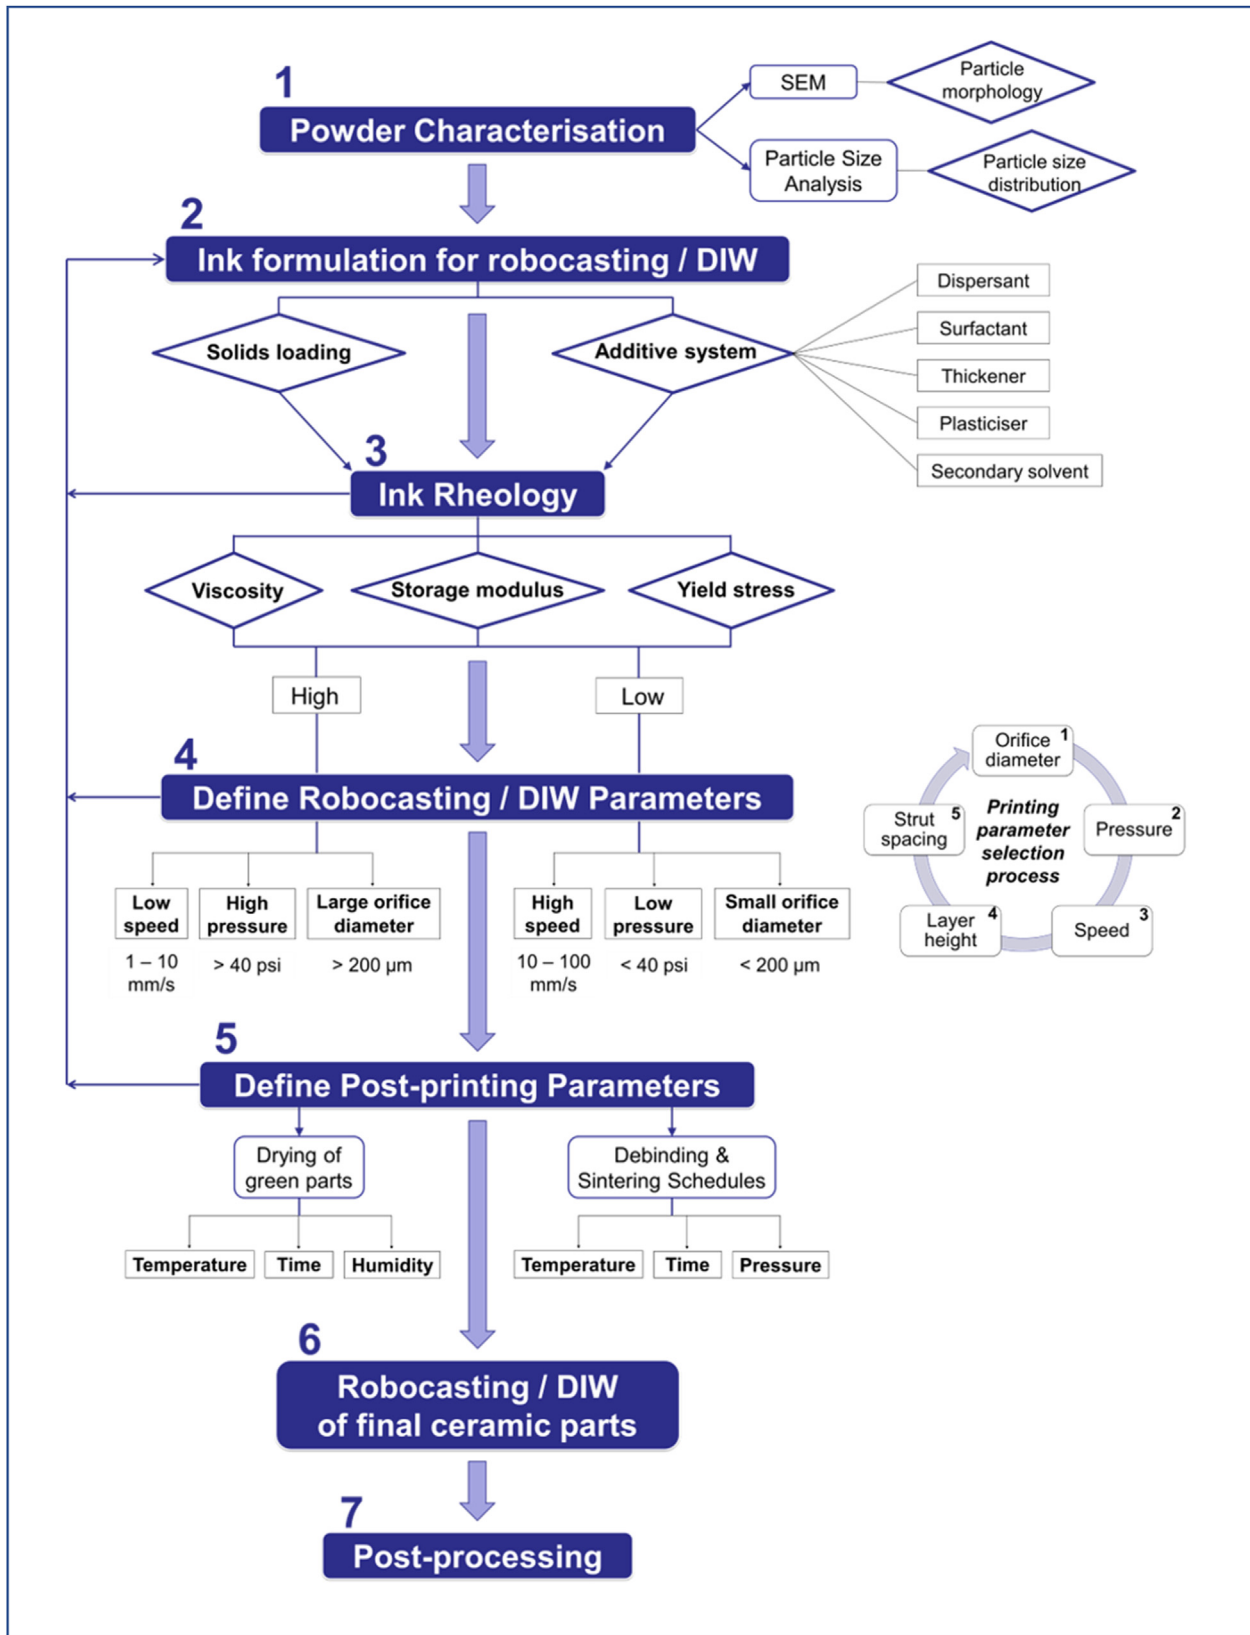 1
Powder Characterisation
SEM
Particle
morphology
Particle Size
Analysis
Particle size
distribution
2
Ink formulation for robocasting / DIW
Solids loading
Additive system
Dispersant
Surfactant
Thickener
Plasticiser
Secondary solvent
3
Ink Rheology
Viscosity
Storage modulus
Yield stress
High
Low
4
Define Robocasting / DIW Parameters
Low
speed
1 – 10
mm/s
High
pressure
> 40 psi
Large orifice
diameter
> 200 µm
High
speed
10 – 100
mm/s
Low
pressure
< 40 psi
Small orifice
diameter
< 200 µm
Printing
parameter
selection
process
Orifice 1
diameter
Pressure 2
Speed 3
Layer 4
height
Strut 5
spacing
5
Define Post-printing Parameters
Drying of
green parts
Temperature
Time
Humidity
Debinding &
Sintering Schedules
Temperature
Time
Pressure
6
Robocasting / DIW
of final ceramic parts
7
Post-processing